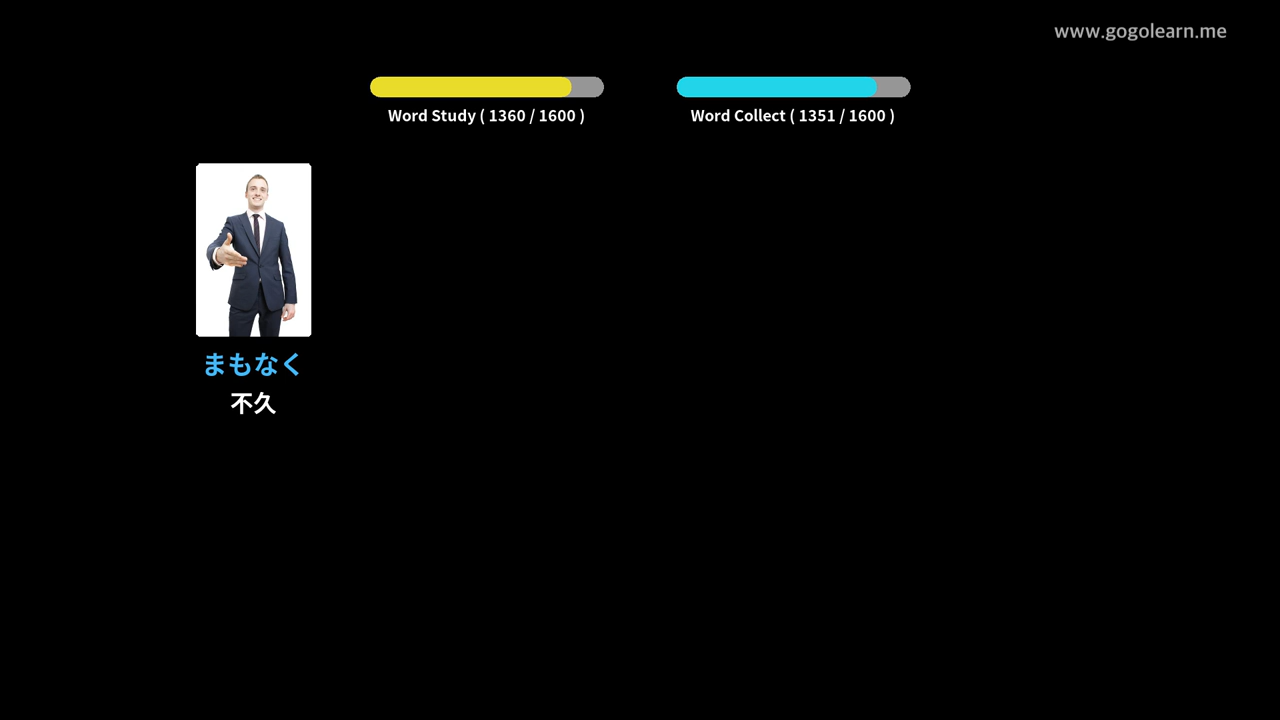 www.gogolearn.me
Word Study ( 1360 / 1600 )
Word Collect ( 1351 / 1600 )
まもなく
不久